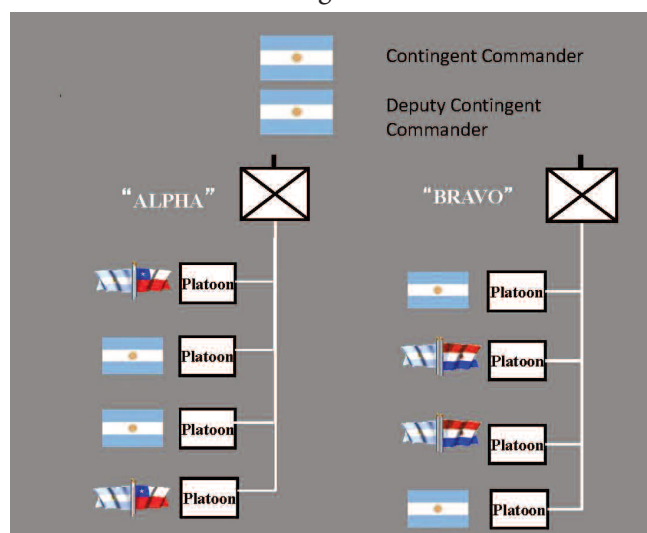 Contingent Commander
Deputy Contingent
Commander
“ALPHA”
“BRAVO”
Platoon
Platoon
Platoon
Platoon
Platoon
Platoon
Platoon
Platoon